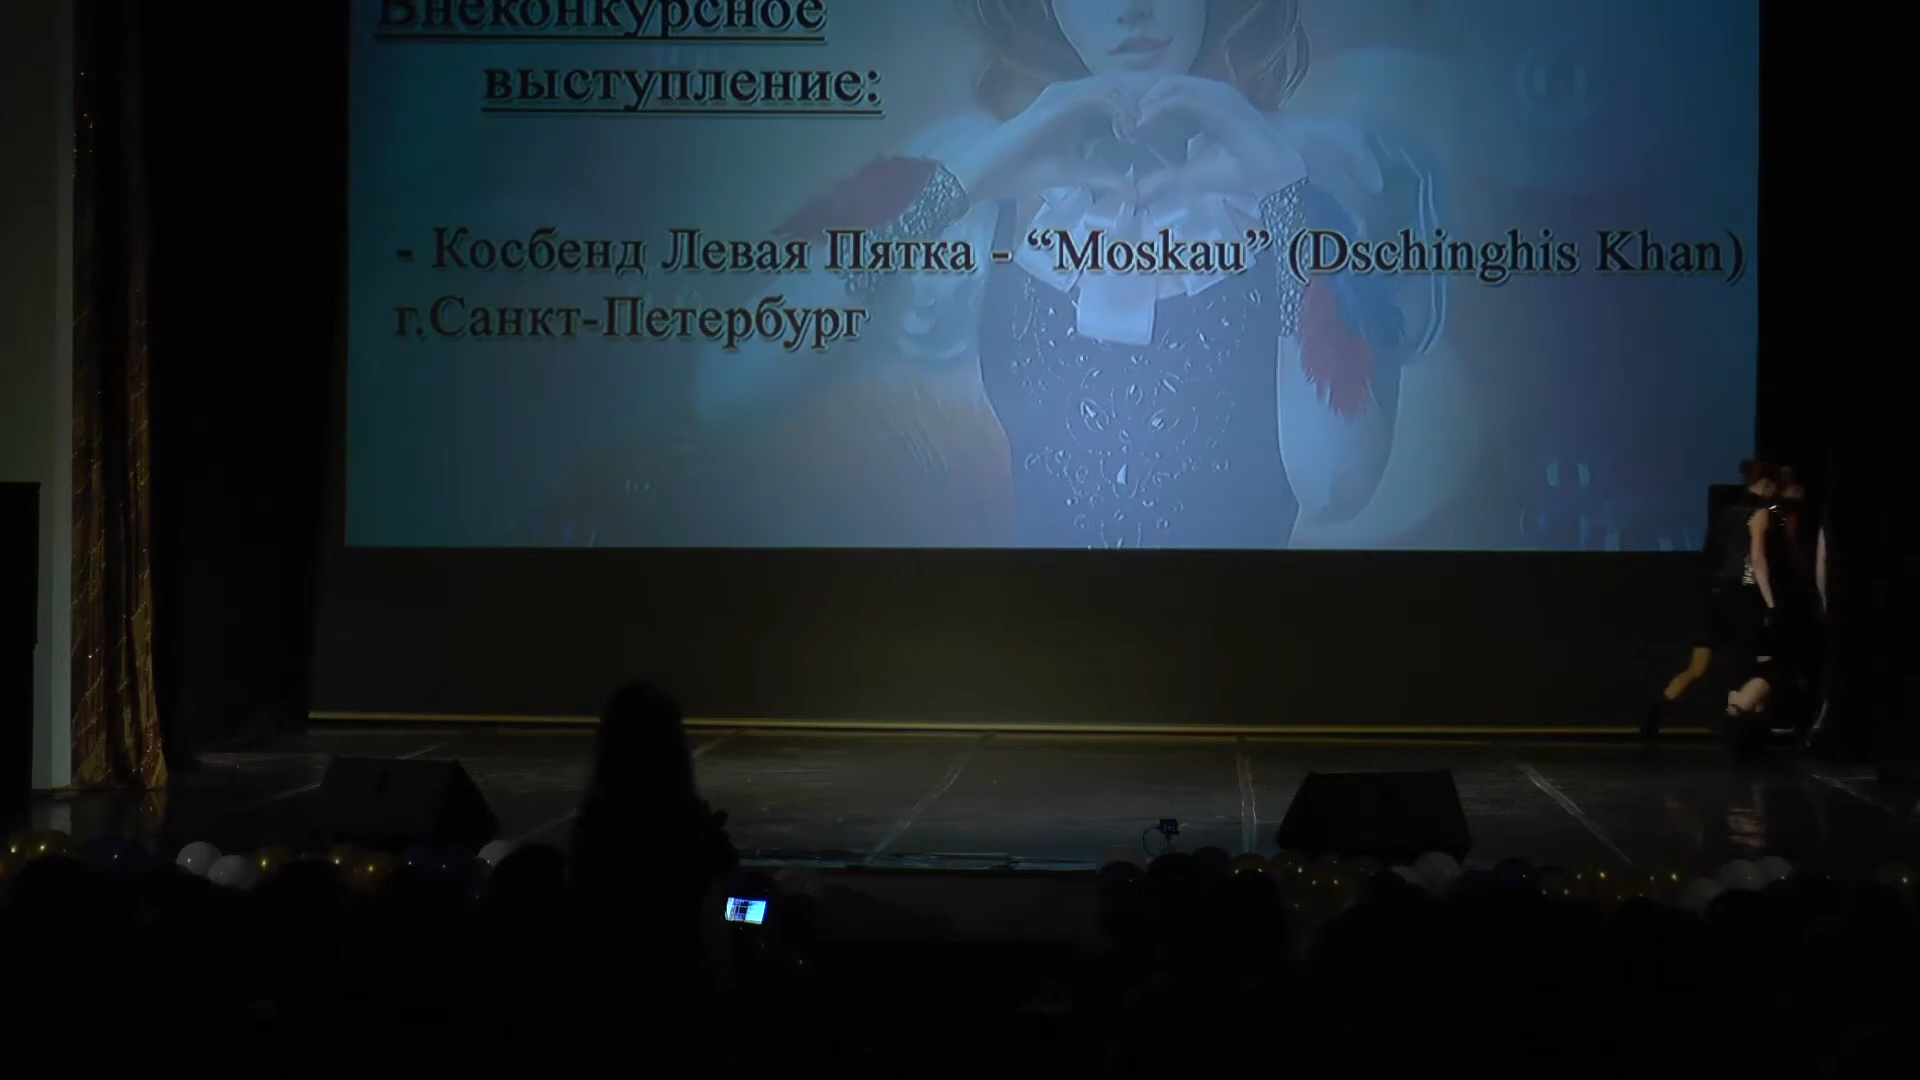 Внеконкурсное
выступление:
- Косбенд Левая Пятка - “Moskau” (Dschinghis Khan)
г.Санкт-Петербург